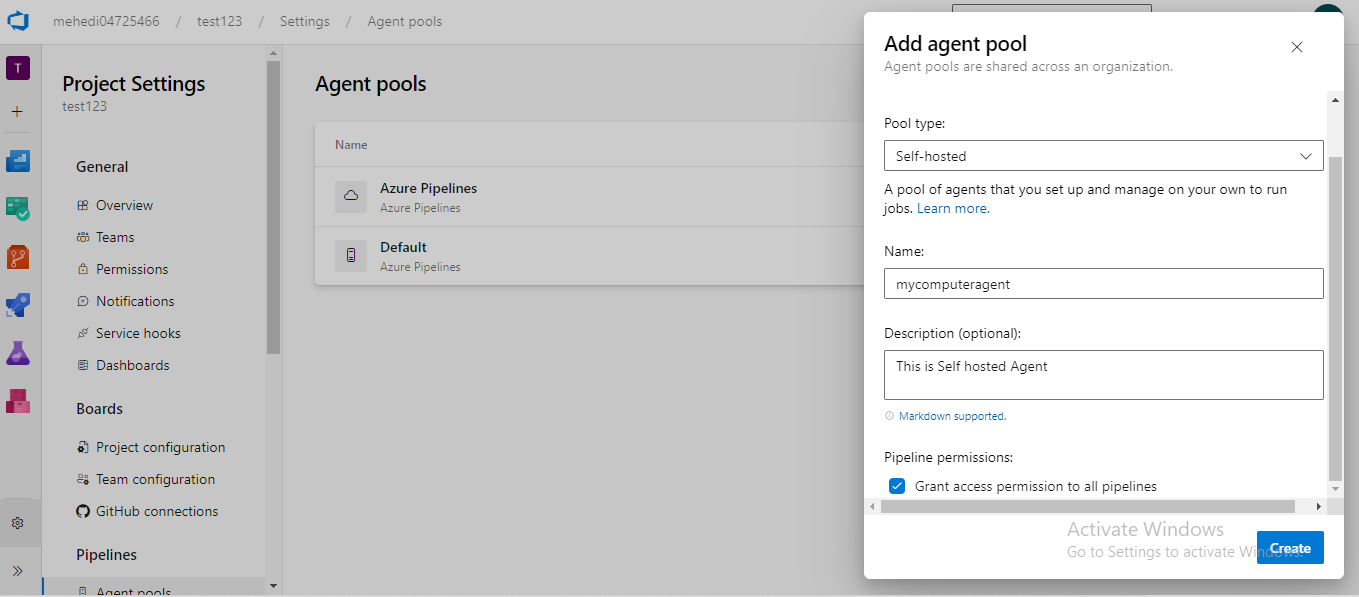 mehedi04725466 / test123 / Settings / Agent pools
T
Project Settings
test123
General
Overview
Teams
Permissions
Notifications
Service hooks
Dashboards
Boards
Project configuration
Team configuration
GitHub connections
Pipelines
Agent pools
Agent pools
Name
Azure Pipelines
Azure Pipelines
Default
Azure Pipelines
Add agent pool
Agent pools are shared across an organization.
Pool type:
Self-hosted
A pool of agents that you set up and manage on your own to run
jobs. Learn more.
Name:
mycomputeragent
Description (optional):
This is Self hosted Agent
Markdown supported.
Pipeline permissions:
Grant access permission to all pipelines
Activate Windows
Go to Settings to activate Windows.
Create